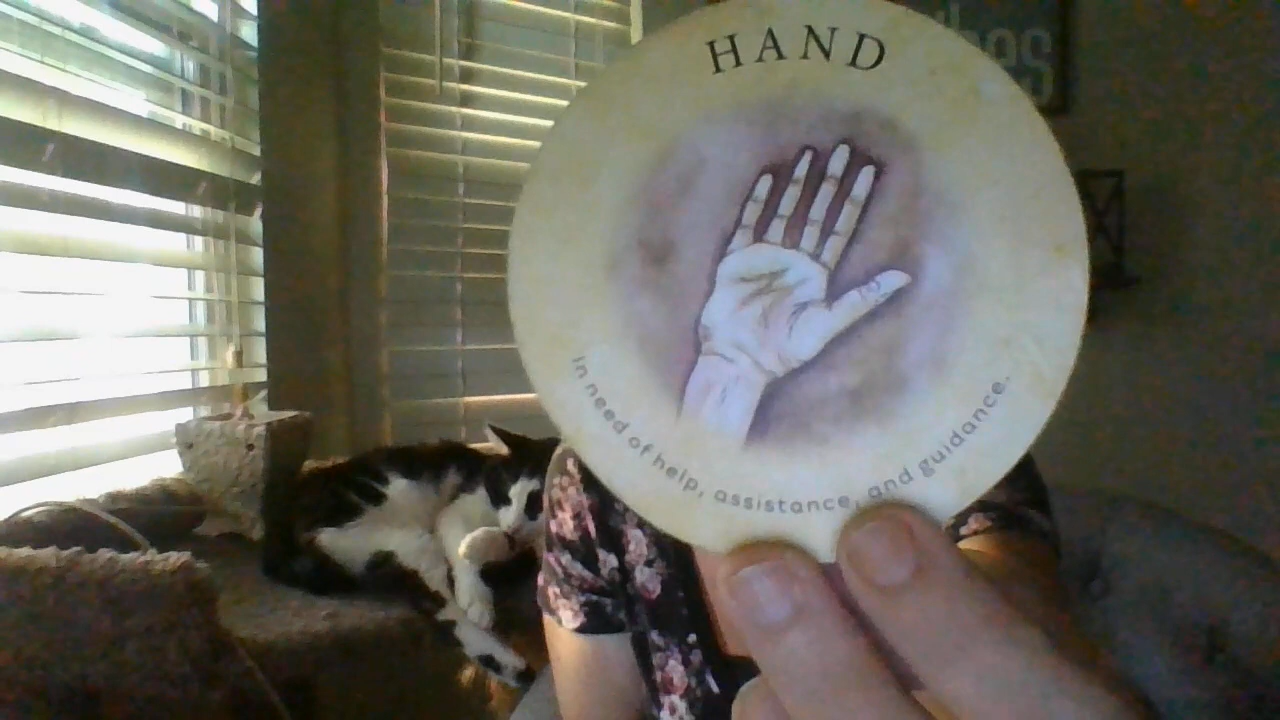 HAND
In need of help, assistance, and guidance.